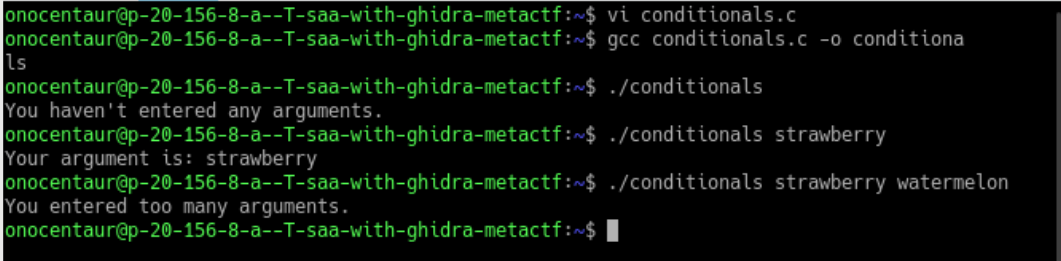 onocentaur@p-20-156-8-a--T-saa-with-ghidra-metactf:~$ vi conditionals.c
onocentaur@p-20-156-8-a--T-saa-with-ghidra-metactf:~$ gcc conditionals.c -o conditiona
ls
onocentaur@p-20-156-8-a--T-saa-with-ghidra-metactf:~$ ./conditionals
You haven't entered any arguments.
onocentaur@p-20-156-8-a--T-saa-with-ghidra-metactf:~$ ./conditionals strawberry
Your argument is: strawberry
onocentaur@p-20-156-8-a--T-saa-with-ghidra-metactf:~$ ./conditionals strawberry watermelon
You entered too many arguments.
onocentaur@p-20-156-8-a--T-saa-with-ghidra-metactf:~$